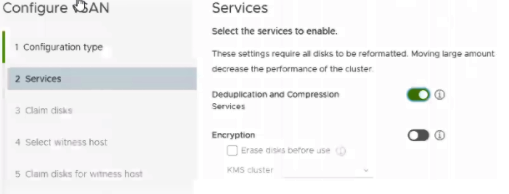 Configure vSAN
1 Configuration type
2 Services
3 Claim disks
4 Select witness host
5 Claim disks for witness host
Services
Select the services to enable.
These settings require all disks to be reformatted. Moving large amount
decrease the performance of the cluster.
Deduplication and Compression
Services
Encryption
Erase disks before use
KMS cluster